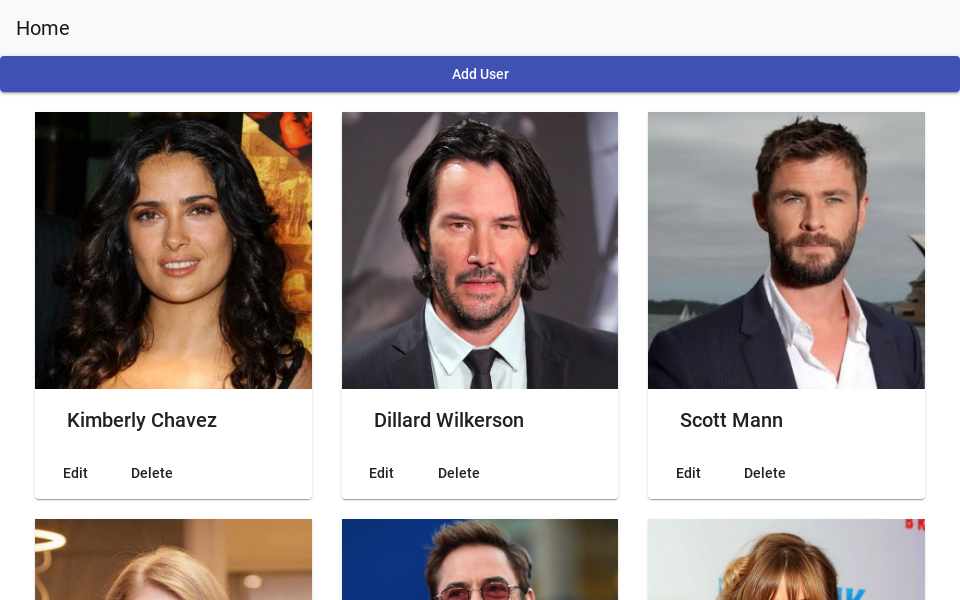 Home
Add User
Kimberly Chavez
Dillard Wilkerson
Scott Mann
Edit
Delete
Edit
Delete
Edit
Delete